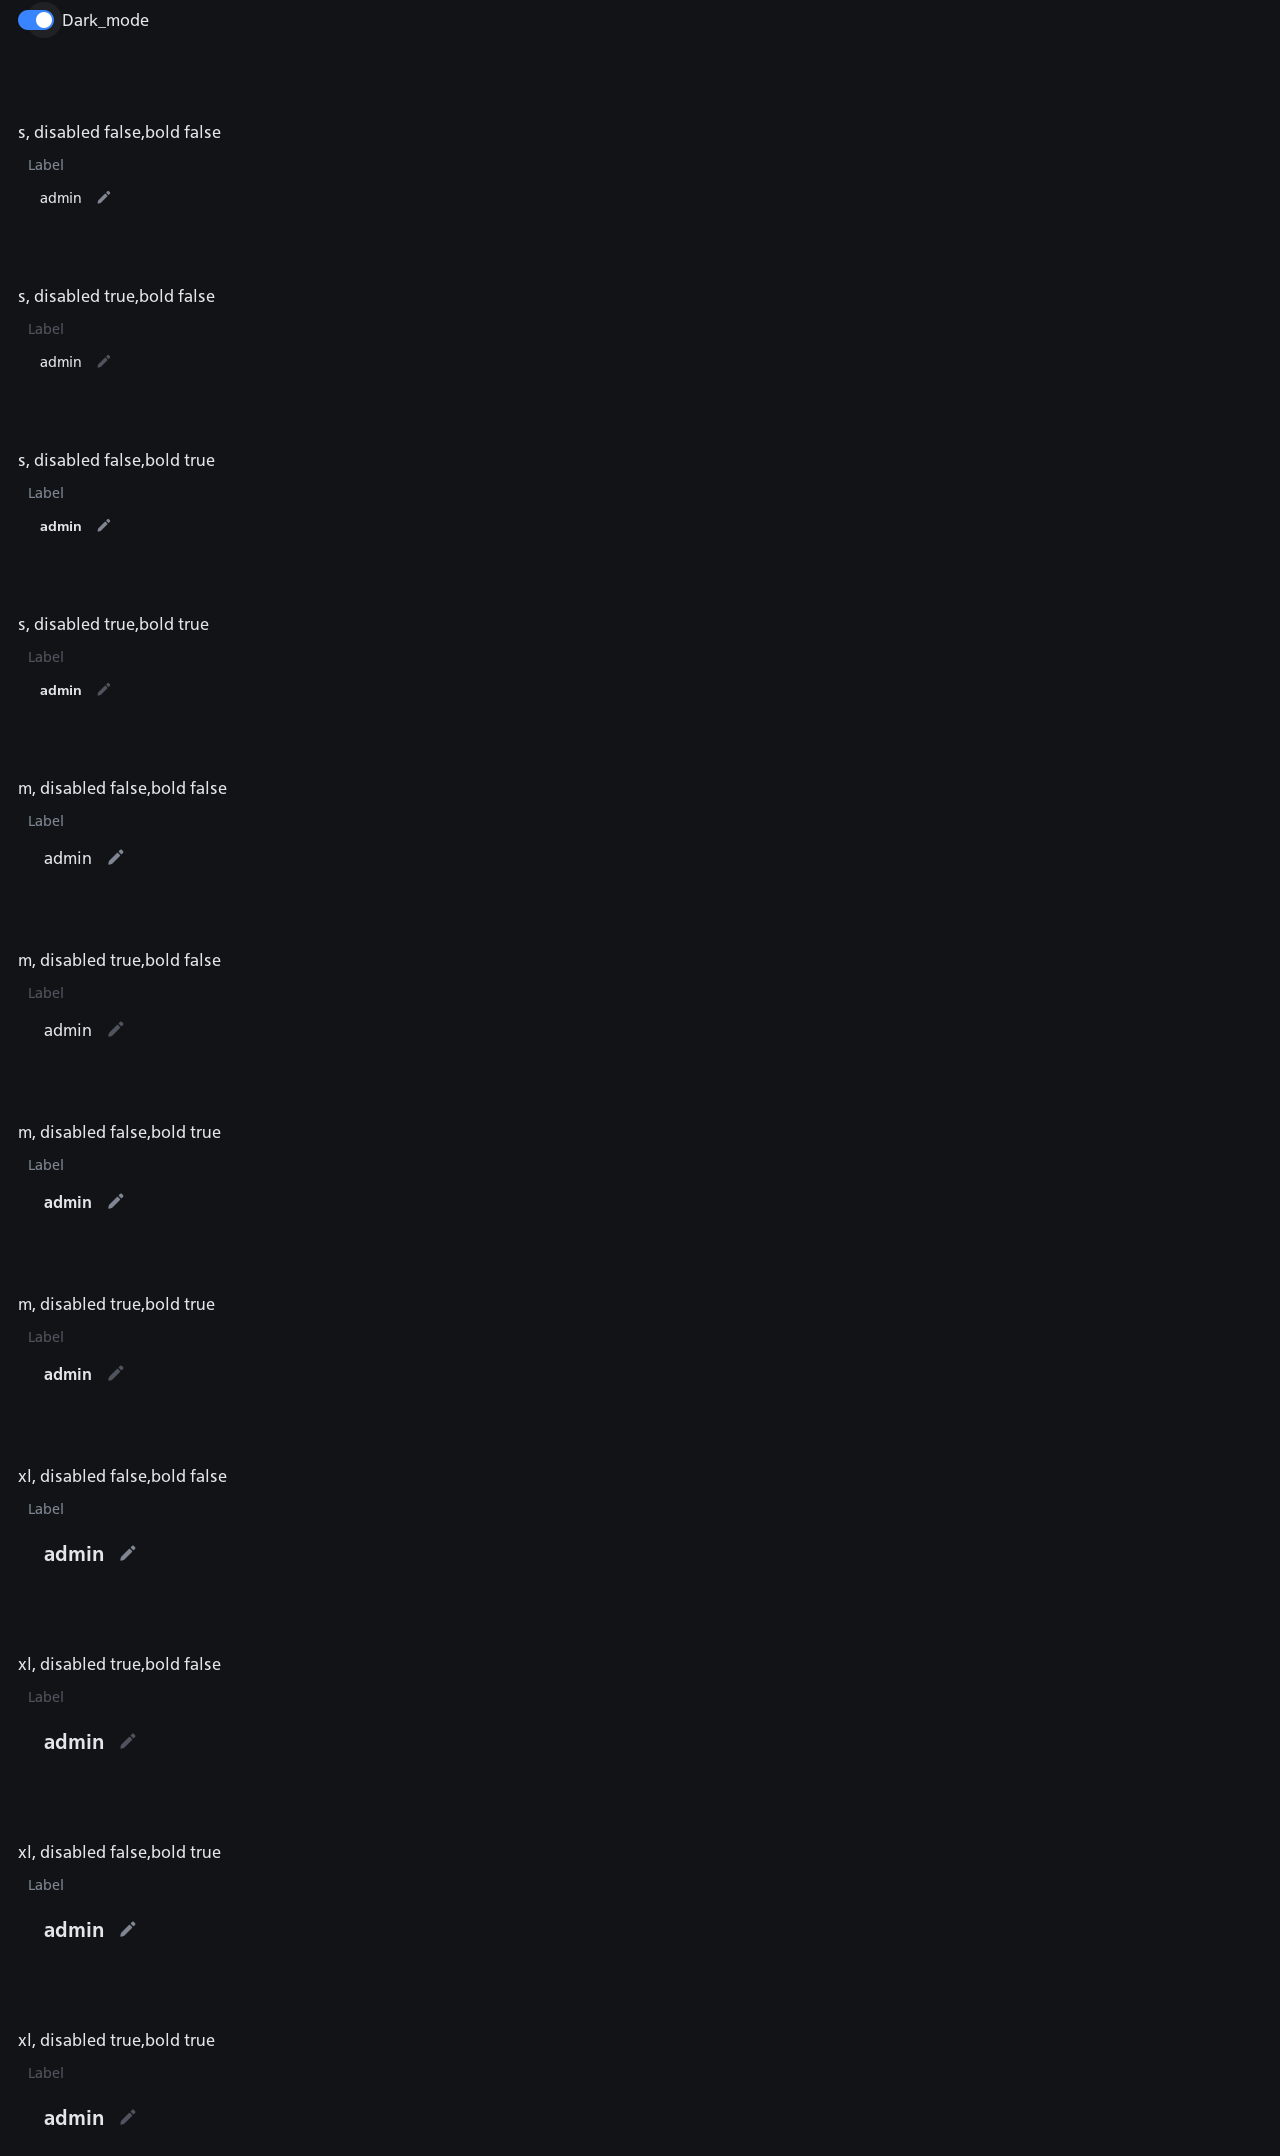 Dark_mode
s, disabled false,bold false
Label
admin
s, disabled true,bold false
Label
admin
s, disabled false,bold true
Label
admin
s, disabled true,bold true
Label
admin
m, disabled false,bold false
Label
admin
m, disabled true,bold false
Label
admin
m, disabled false,bold true
Label
admin
m, disabled true,bold true
Label
admin
xl, disabled false,bold false
Label
admin
xl, disabled true,bold false
Label
admin
xl, disabled false,bold true
Label
admin
xl, disabled true,bold true
Label
admin